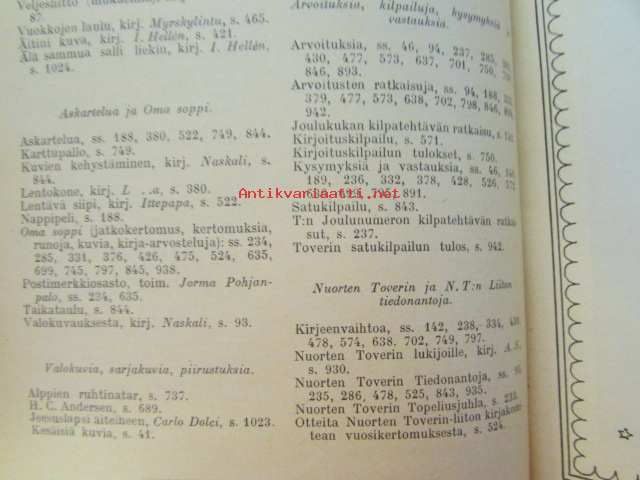 Veljesliitto
87.
Vuokkojen laulu, kirj. Myrskylintu, s. 465.
Äitini kuva, kirj. I. Hellén, s. 421.
Älä sammua salli liekin, kirj. I. Hellén,
s. 1024.
Askartelua ja Oma soppi.
Askartelua, ss. 188, 380, 522, 749, 844.
Karttupallo, s. 749.
Kuvien kehystäminen, kirj. Naskali, s.
844.
Lentokone, kirj. L . .a, s. 380.
Lentävä siipi, kirj. Ittepapa, s. 522.
Nappipeli, s. 188.
Oma soppi (jatkokertomus, kertomuksia,
runoja, kuvia, kirja-arvosteluja): ss. 234,
285, 331, 376, 426, 475, 524, 635,
699, 745, 797, 845, 938.
Postimerkkiosasto, toim. Jorma Pohjan-
palo, ss. 234, 635.
Taikataulu, s. 844.
Valokuvauksesta, kirj. Naskali, s. 93.
Valokuvia, sarjakuvia, piirustuksia.
Alppien ruhtinatar, s. 737.
H. C. Andersen, s. 689.
Jeesuslapsi äiteineen, Carlo Dolci, s. 1023.
Kesäisiä kuvia, s. 41.
Arvoituksia, kilpailuja, kysymyksiä
vastauksia.
Arvoituksia, ss. 46, 94, 237, 285,
430, 477, 573, 637, 701, 750,
846, 893.
Arvoitusten ratkaisuja, ss. 94, 188,
379, 477, 573, 638, 702, 798, 846,
942.
Joulukukan kilpatehtävän ratkaisu, s.
Kirjoituskilpailu, s. 571.
Kirjoituskilpailun tulokset, s. 750.
Kysymyksiä ja vastauksia, ss. 46,
189, 236, 332, 378, 428, 526,
891.
Satukilpailu, s. 843.
T:n Joulunumeron kilpatehtävän ratkai-
sut, s. 237.
Toverin satukilpailun tulos, s. 942.
Nuorten Toverin ja N. T:n Liiton
tiedonantoja.
Kirjeenvaihtoa, ss. 142, 238, 334,
478, 574, 638. 702, 749, 797.
Nuorten Toverin lukijoille, kirj. A. S.,
s. 930.
Nuorten Toverin Tiedonantoja, ss.
235, 286, 478, 525, 843, 935.
Nuorten Toverin Topeliusjuhla, s.
Otteita Nuorten Toverin-liiton kirjakom-
tean vuosikertomuksesta, s. 524.
Antikvariaatti.net